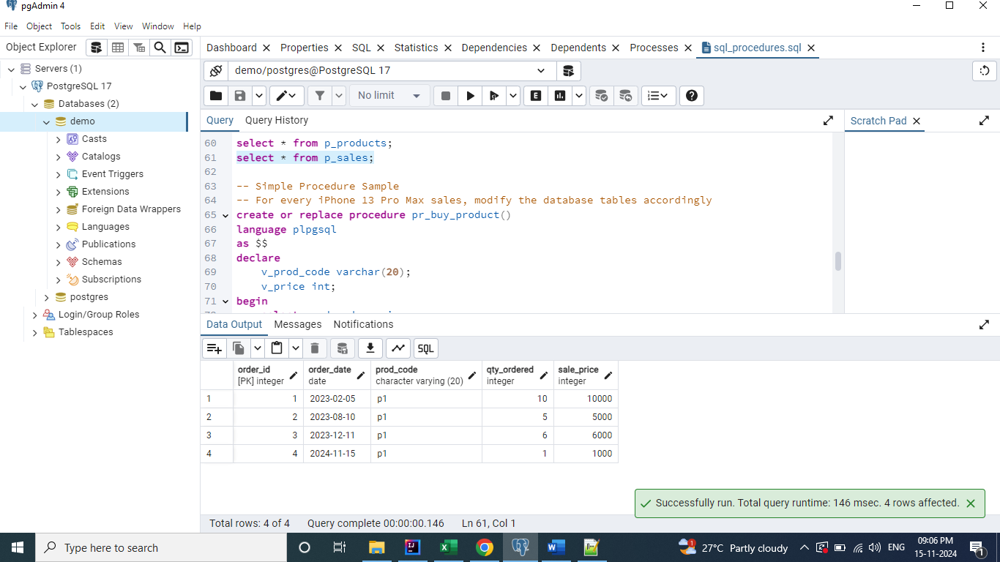 pgAdmin 4
File Object Tools Edit View Window Help
Object Explorer
Dashboard Properties SQL Statistics Dependencies Dependents Processes sql_procedures.sql
Servers (1)
PostgreSQL 17
Databases (2)
demo
Casts
Catalogs
Event Triggers
Extensions
Foreign Data Wrappers
Languages
Publications
Schemas
Subscriptions
postgres
Login/Group Roles
Tablespaces
demo/postgres@PostgreSQL 17
No limit
E
Query Query History
Scratch Pad
60 select * from p_products;
61 select * from p_sales;
62
63 -- Simple Procedure Sample
64 -- For every iPhone 13 Pro Max sales, modify the database tables accordingly
65 create or replace procedure pr_buy_product()
66 language plpgsql
67 as $$
68 declare
69 v_prod_code varchar(20);
70 v_price int;
71 begin
Data Output Messages Notifications
SQL
order_id order_date prod_code qty_ordered sale_price
[PK] integer date character varying (20) integer integer
1 1 2023-02-05 p1 10 10000
2 2 2023-08-10 p1 5 5000
3 3 2023-12-11 p1 6 6000
4 4 2024-11-15 p1 1 1000
Successfully run. Total query runtime: 146 msec. 4 rows affected.
Total rows: 4 of 4 Query complete 00:00:00.146 Ln 61, Col 1
Type here to search
1
27°C Partly cloudy
ENG
09:06 PM
15-11-2024
1